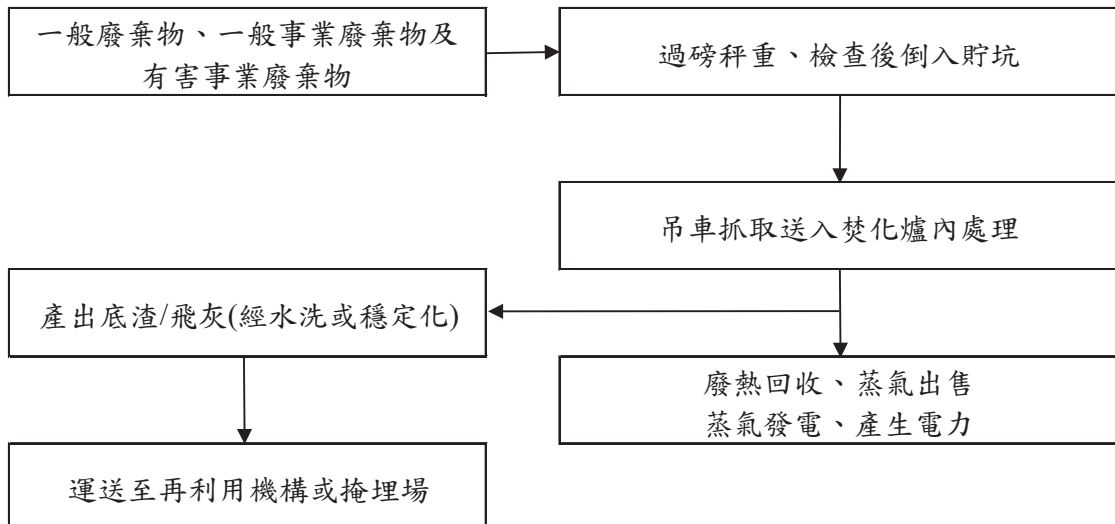 一般廢棄物、一般事業廢棄物及
有害事業廢棄物
過磅秤重、檢查後倒入貯坑
吊車抓取送入焚化爐內處理
產出底渣/飛灰(經水洗或穩定化)
廢熱回收、蒸氣出售
蒸氣發電、產生電力
運送至再利用機構或掩埋場